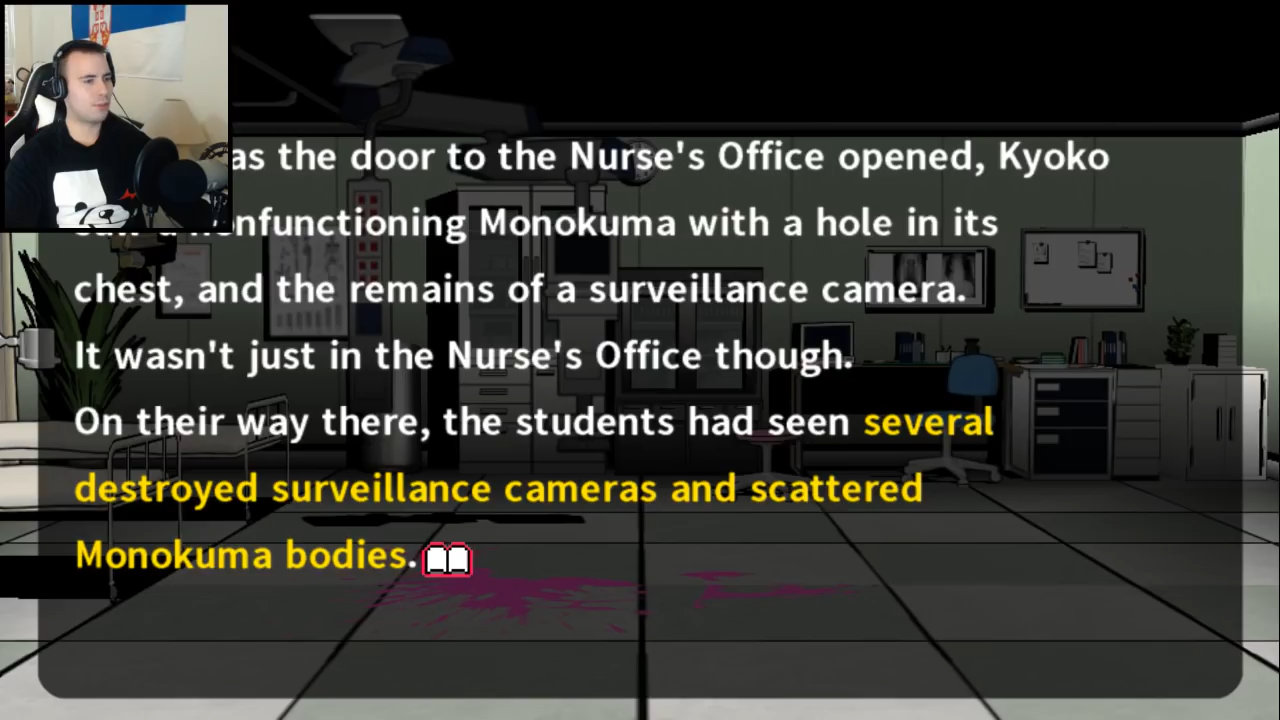 as the door to the Nurse's Office opened, Kyoko
nfunctioning Monokuma with a hole in its
chest, and the remains of a surveillance camera.
It wasn't just in the Nurse's Office though.
On their way there, the students had seen several
destroyed surveillance cameras and scattered
Monokuma bodies.